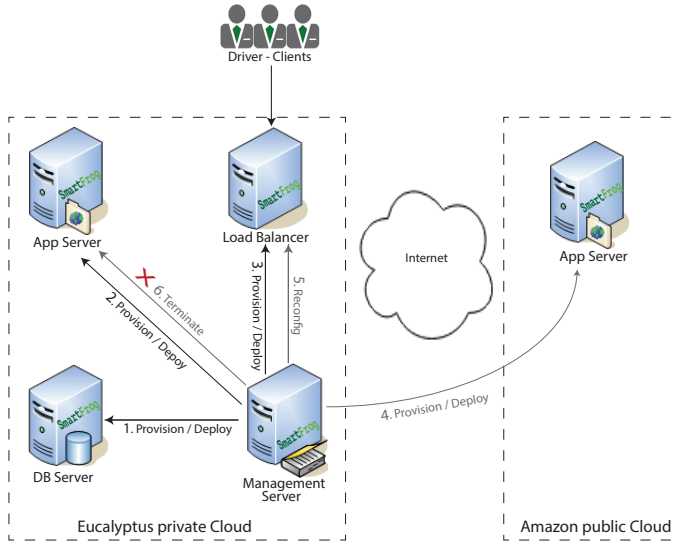 Driver - Clients
SmartFrog
App Server
SmartFrog
Load Balancer
Internet
SmartFrog
App Server
6. Terminate
2. Provision / Depoy
3. Provision / Deploy
5. Reconfig
4. Provision / Deploy
1. Provision / Deploy
SmartFrog
DB Server
SmartFrog
Management
Server
Eucalyptus private Cloud
Amazon public Cloud